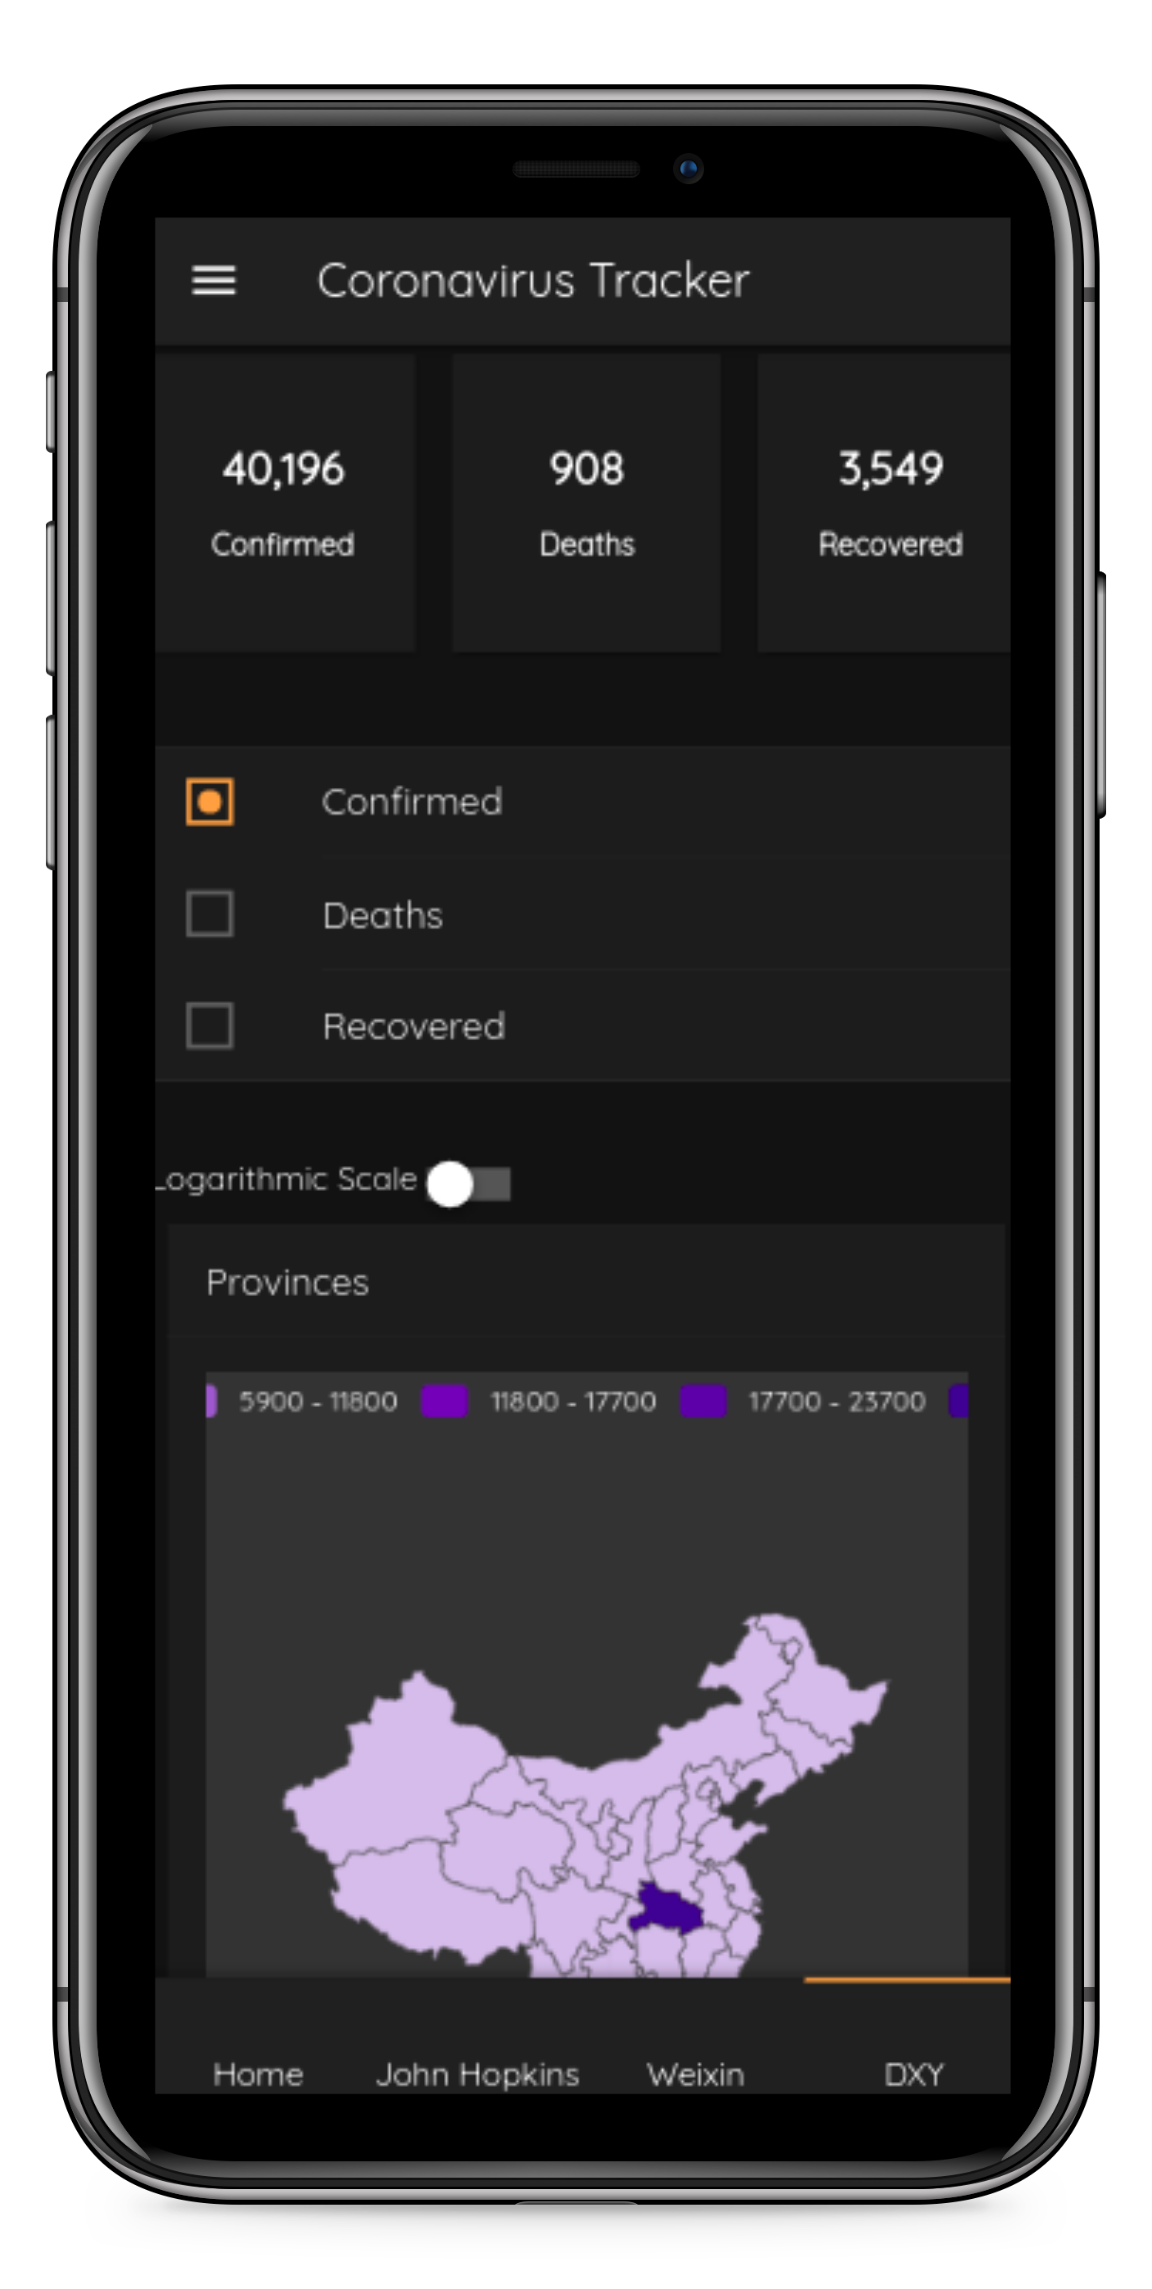 Coronavirus Tracker
40,196
908
3,549
Confirmed
Deaths
Recovered
Confirmed
Deaths
Recovered
Logarithmic Scale
Provinces
5900 - 11800
11800 - 17700
17700 - 23700
Home
John Hopkins
Weixin
DXY